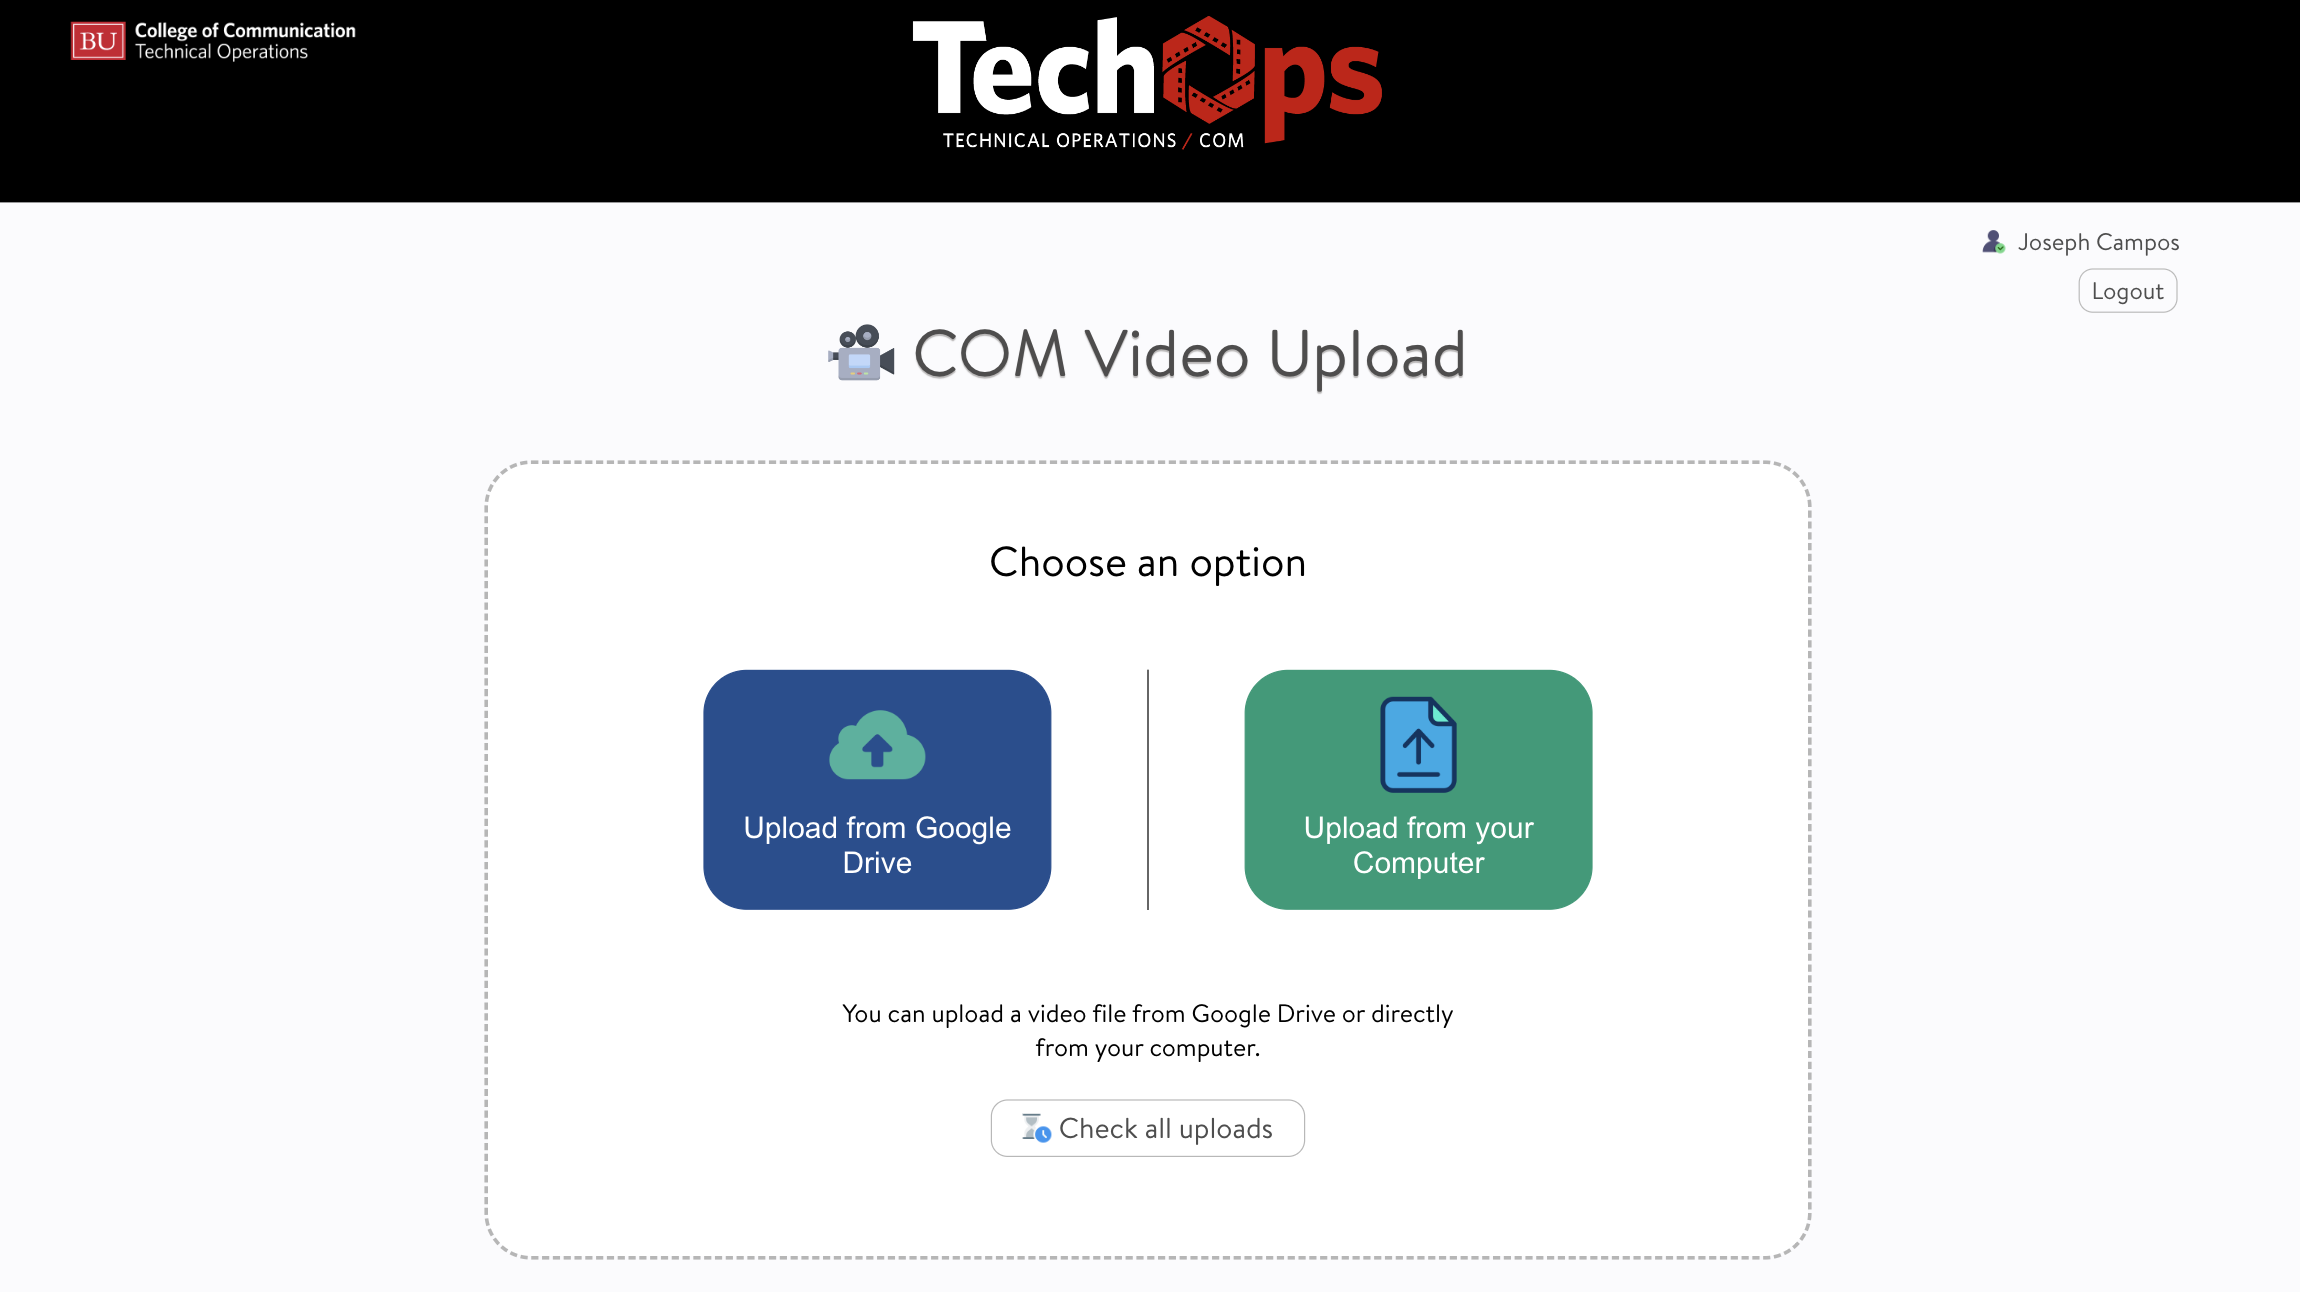 BU College of Communication
Technical Operations
TechOps
TECHNICAL OPERATIONS / COM
Joseph Campos
Logout
COM Video Upload
Choose an option
Upload from Google
Drive
Upload from your
Computer
You can upload a video file from Google Drive or directly
from your computer.
Check all uploads